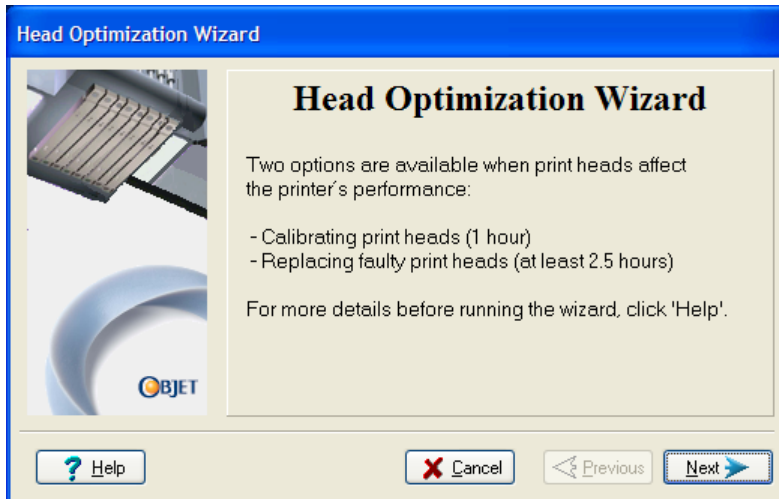 Head Optimization Wizard
Head Optimization Wizard
Two options are available when print heads affect
the printer´s performance:
- Calibrating print heads (1 hour)
- Replacing faulty print heads (at least 2.5 hours)
For more details before running the wizard, click 'Help'.
OBJET
? Help
Cancel
Previous
Next